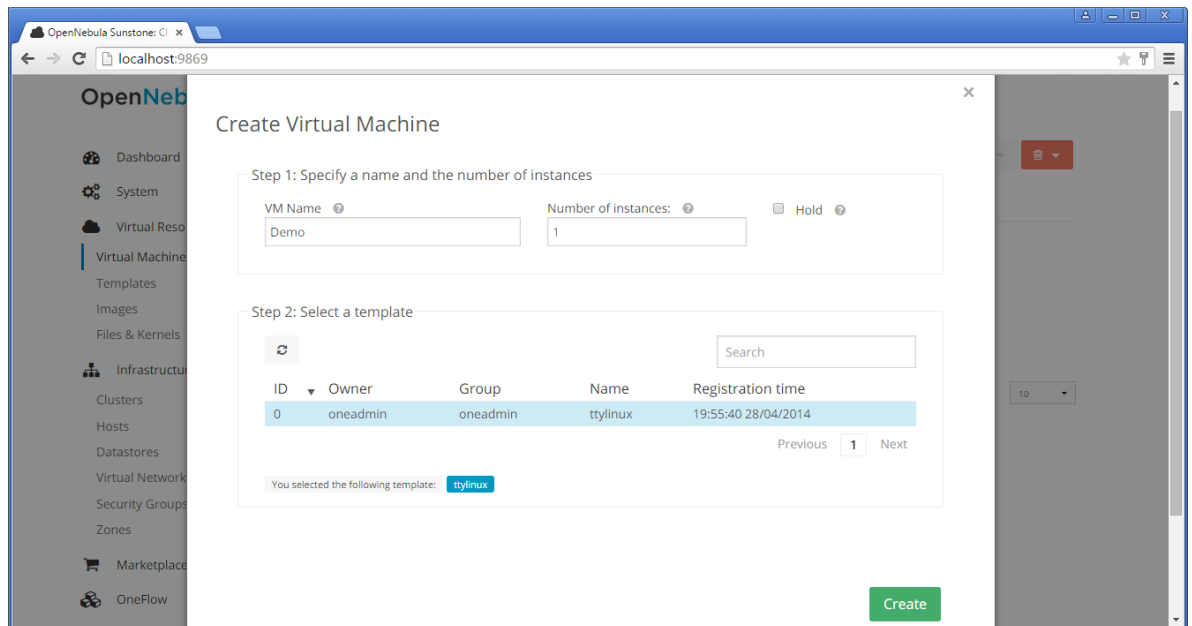 OpenNebula Sunstone: Cl
localhost:9869
OpenNeb
Create Virtual Machine
Dashboard
System
Virtual Reso
Virtual Machine
Templates
Images
Files & Kernels
Infrastructu
Clusters
Hosts
Datastores
Virtual Network
Security Groups
Zones
Marketplace
OneFlow
Step 1: Specify a name and the number of instances
VM Name Number of instances: Hold
Demo 1
Step 2: Select a template
Search
ID Owner Group Name Registration time
0 oneadmin oneadmin ttylinux 19:55:40 28/04/2014
Previous 1 Next
You selected the following template: ttylinux
Create
10